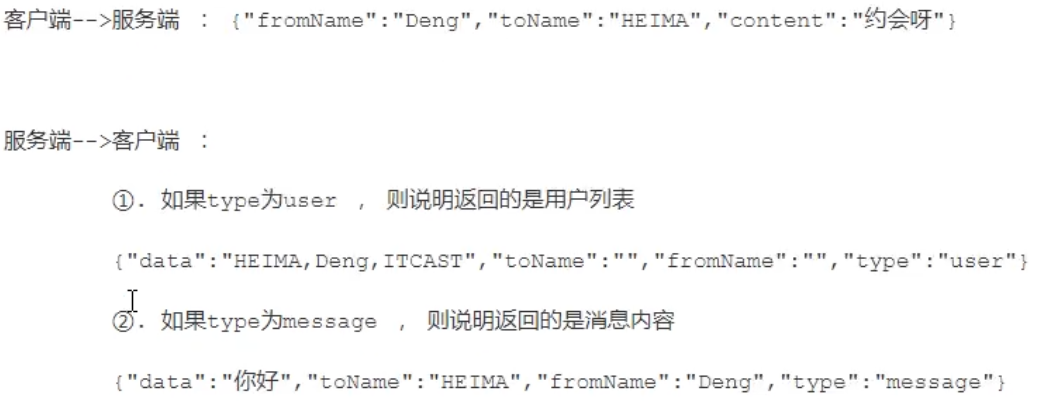 客户端-->服务端 ： {"fromName":"Deng","toName":"HEIMA","content":"约会呀"}
服务端-->客户端 ：
①. 如果type为user ， 则说明返回的是用户列表
{"data":"HEIMA,Deng,ITCAST","toName":"","fromName":"","type":"user"}
②. 如果type为message ， 则说明返回的是消息内容
{"data":"你好","toName":"HEIMA","fromName":"Deng","type":"message"}